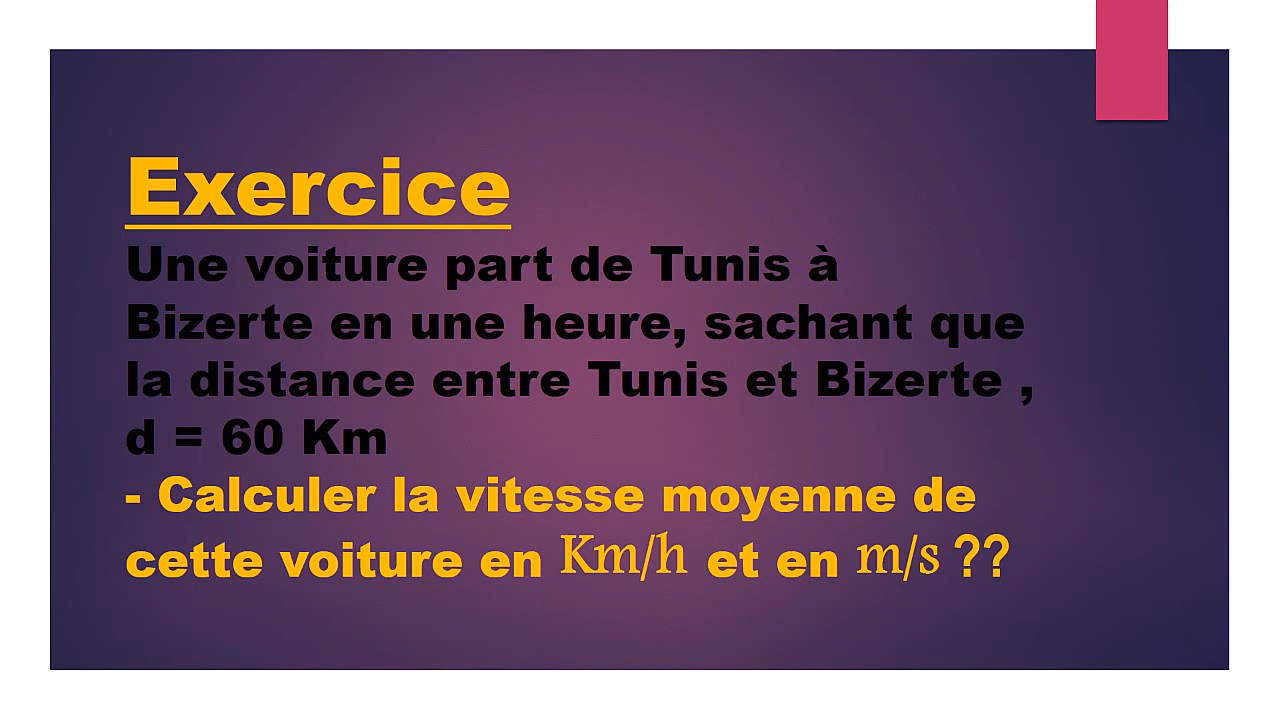 Exercice
Une voiture part de Tunis à
Bizerte en une heure, sachant que
la distance entre Tunis et Bizerte ,
d = 60 Km
- Calculer la vitesse moyenne de
cette voiture en Km/h et en m/s ??